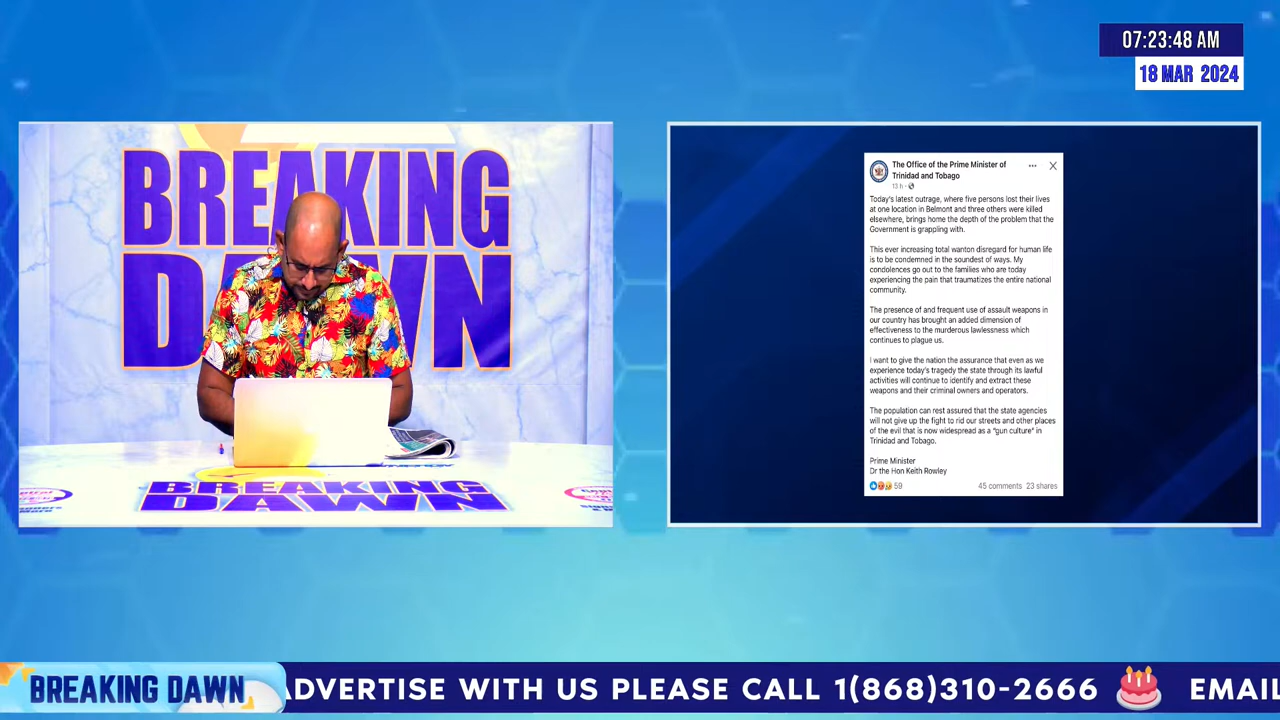 07:23:48 AM
18 MAR 2024
BREAKING
DAWN
BREAKING
DAWN
The Office of the Prime Minister of
Trinidad and Tobago
13 h ·
Today's latest outrage, where five persons lost their lives
at one location in Belmont and three others were killed
elsewhere, brings home the depth of the problem that the
Government is grappling with.
This ever increasing total wanton disregard for human life
is to be condemned in the soundest of ways. My
condolences go out to the families who are today
experiencing the pain that traumatizes the entire national
community.
The presence of and frequent use of assault weapons in
our country has brought an added dimension of
effectiveness to the murderous lawlessness which
continues to plague us.
I want to give the nation the assurance that even as we
experience today's tragedy the state through its lawful
activities will continue to identify and extract these
weapons and their criminal owners and operators.
The population can rest assured that the state agencies
will not give up the fight to rid our streets and other places
of the evil that is now widespread as a "gun culture" in
Trinidad and Tobago.
Prime Minister
Dr the Hon Keith Rowley
59 45 comments 23 shares
BREAKING DAWN
ADVERTISE WITH US PLEASE CALL 1(868)310-2666 EMAIL